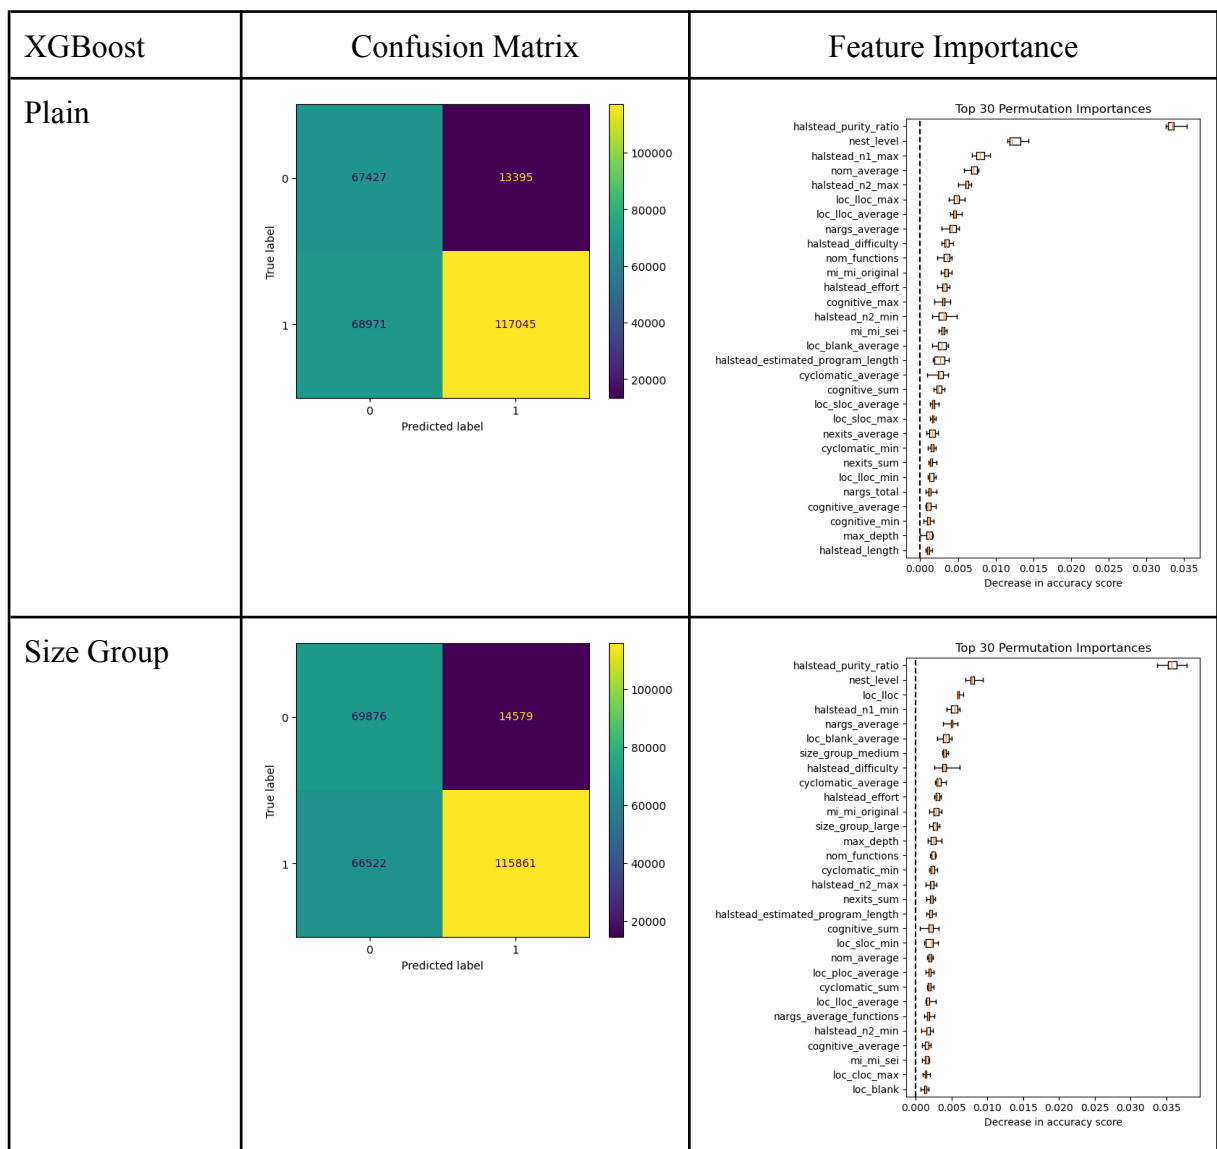 XGBoost
Confusion Matrix
Feature Importance
Plain
67427
13395
68971
117045
0
1
True label
0
1
Predicted label
100000
80000
60000
40000
20000
Top 30 Permutation Importances
halstead_purity_ratio
nest_level
halstead_n1_max
nom_average
halstead_n2_max
loc_lloc_max
loc_lloc_average
nargs_average
halstead_difficulty
nom_functions
mi_mi_original
halstead_effort
cognitive_max
halstead_n2_min
mi_mi_sei
loc_blank_average
halstead_estimated_program_length
cyclomatic_average
cognitive_sum
loc_sloc_average
loc_sloc_max
nexits_average
cyclomatic_min
nexits_sum
loc_lloc_min
nargs_total
cognitive_average
cognitive_min
max_depth
halstead_length
0.000 0.005 0.010 0.015 0.020 0.025 0.030 0.035
Decrease in accuracy score
Size Group
69876
14579
66522
115861
0
1
True label
0
1
Predicted label
100000
80000
60000
40000
20000
Top 30 Permutation Importances
halstead_purity_ratio
nest_level
loc_lloc
halstead_n1_min
nargs_average
loc_blank_average
size_group_medium
halstead_difficulty
cyclomatic_average
halstead_effort
mi_mi_original
size_group_large
max_depth
nom_functions
cyclomatic_min
halstead_n2_max
nexits_sum
halstead_estimated_program_length
cognitive_sum
loc_sloc_min
nom_average
loc_ploc_average
cyclomatic_sum
loc_lloc_average
nargs_average_functions
halstead_n2_min
cognitive_average
mi_mi_sei
loc_cloc_max
loc_blank
0.000 0.005 0.010 0.015 0.020 0.025 0.030 0.035
Decrease in accuracy score